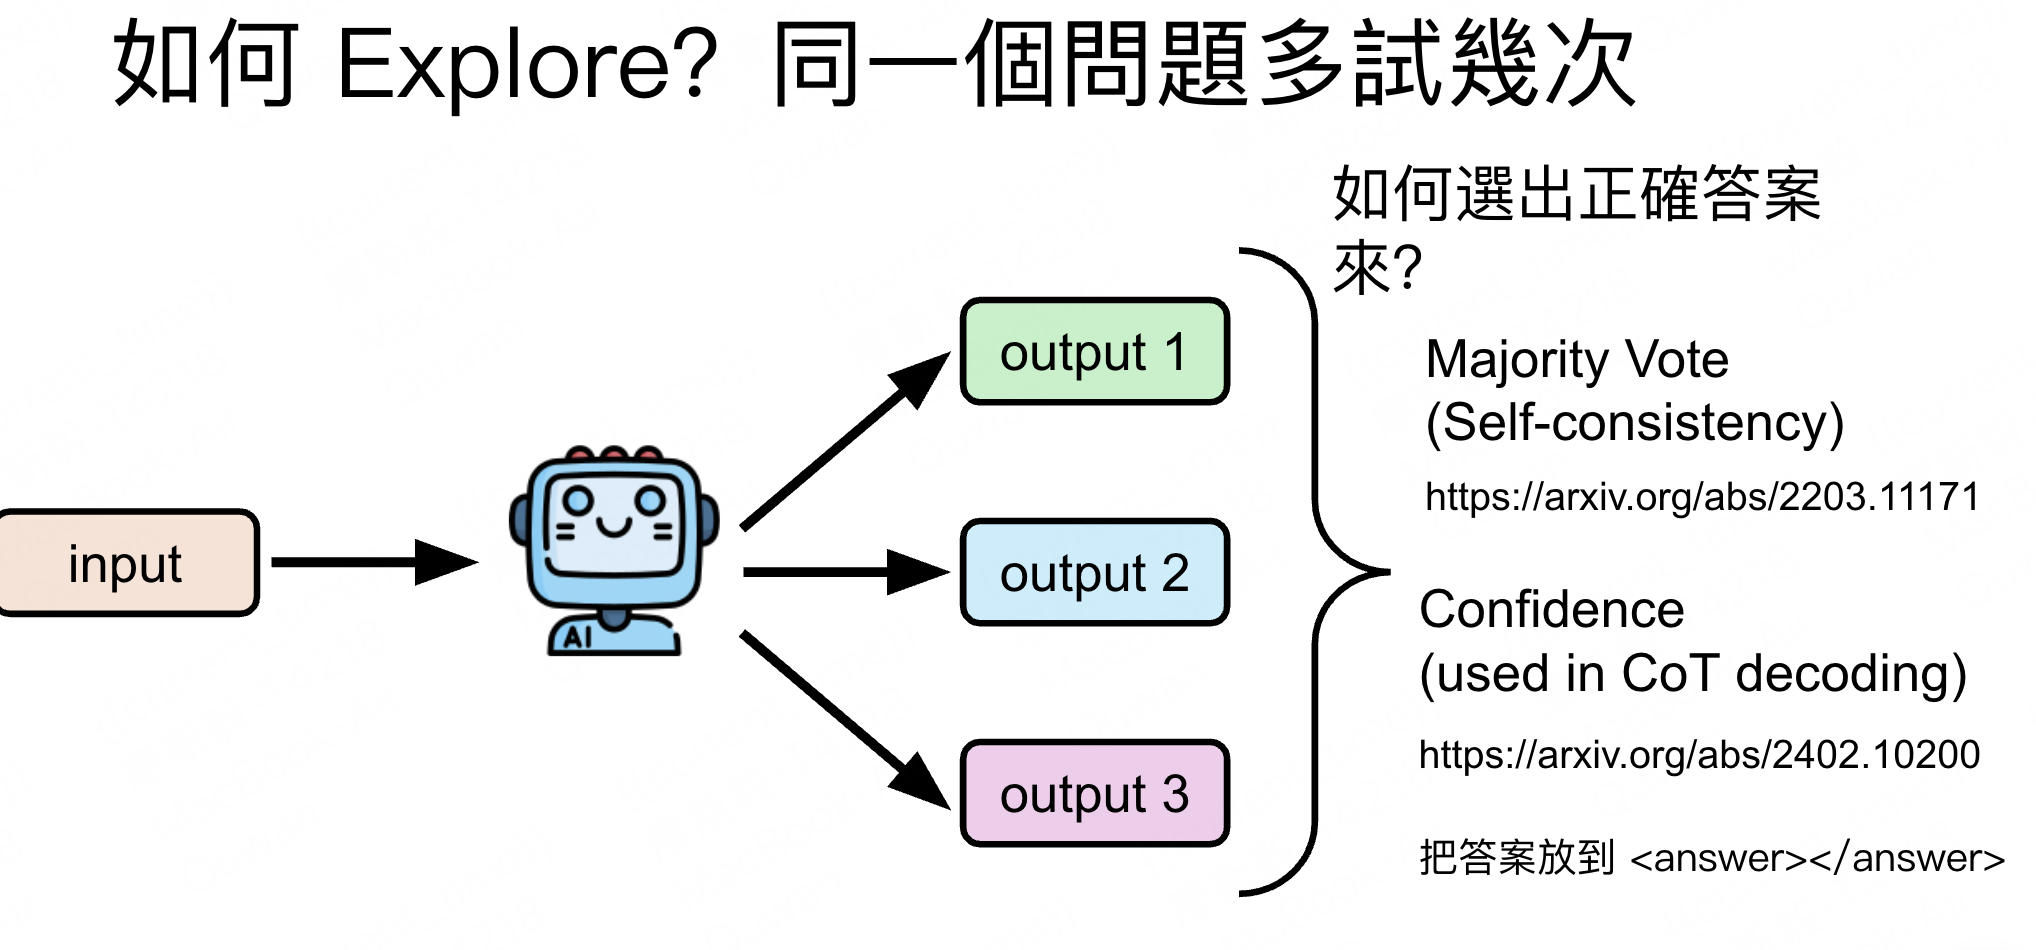 如何 Explore? 同一個問題多試幾次
如何選出正確答案
來?
output 1
Majority Vote
(Self-consistency)
https://arxiv.org/abs/2203.11171
input
AI
output 2
Confidence
(used in CoT decoding)
https://arxiv.org/abs/2402.10200
output 3
把答案放到 <answer></answer>